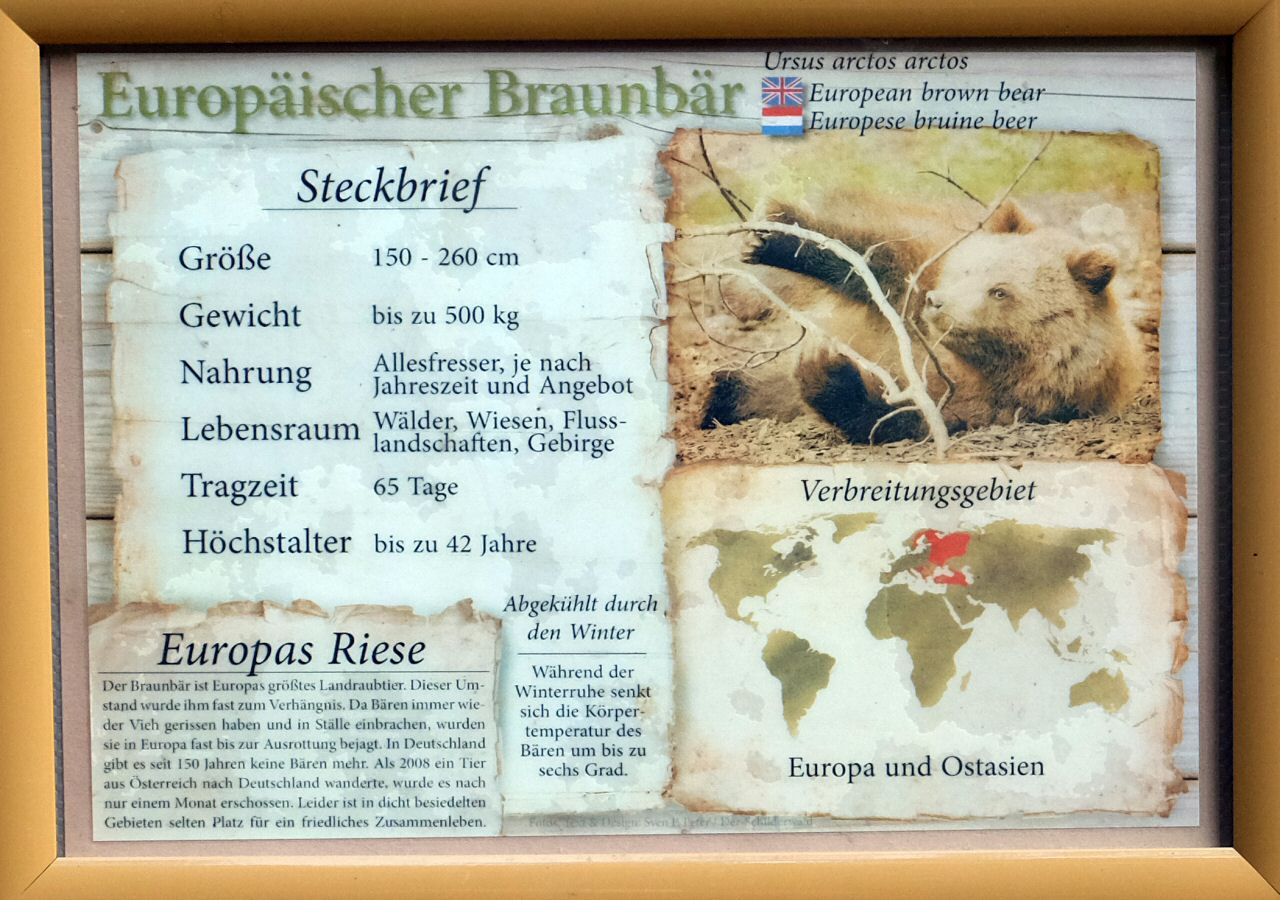 Europäischer Braunbär
Ursus arctos arctos
European brown bear
Europese bruine beer
Steckbrief
Größe 150 - 260 cm
Gewicht bis zu 500 kg
Nahrung Allesfresser, je nach
Jahreszeit und Angebot
Lebensraum Wälder, Wiesen, Fluss-
landschaften, Gebirge
Tragzeit 65 Tage
Höchstalter bis zu 42 Jahre
Europas Riese
Der Braunbär ist Europas größtes Landraubtier. Dieser Um-
stand wurde ihm fast zum Verhängnis. Da Bären immer wie-
der Vieh gerissen haben und in Ställe einbrachen, wurden
sie in Europa fast bis zur Ausrottung bejagt. In Deutschland
gibt es seit 150 Jahren keine Bären mehr. Als 2008 ein Tier
aus Österreich nach Deutschland wanderte, wurde es nach
nur einem Monat erschossen. Leider ist in dicht besiedelten
Gebieten selten Platz für ein friedliches Zusammenleben.
Abgekühlt durch
den Winter
Während der
Winterruhe senkt
sich die Körper-
temperatur des
Bären um bis zu
sechs Grad.
Verbreitungsgebiet
Europa und Ostasien
Fotos, Text & Design: Sven P. Peter / Der-Schilderwald